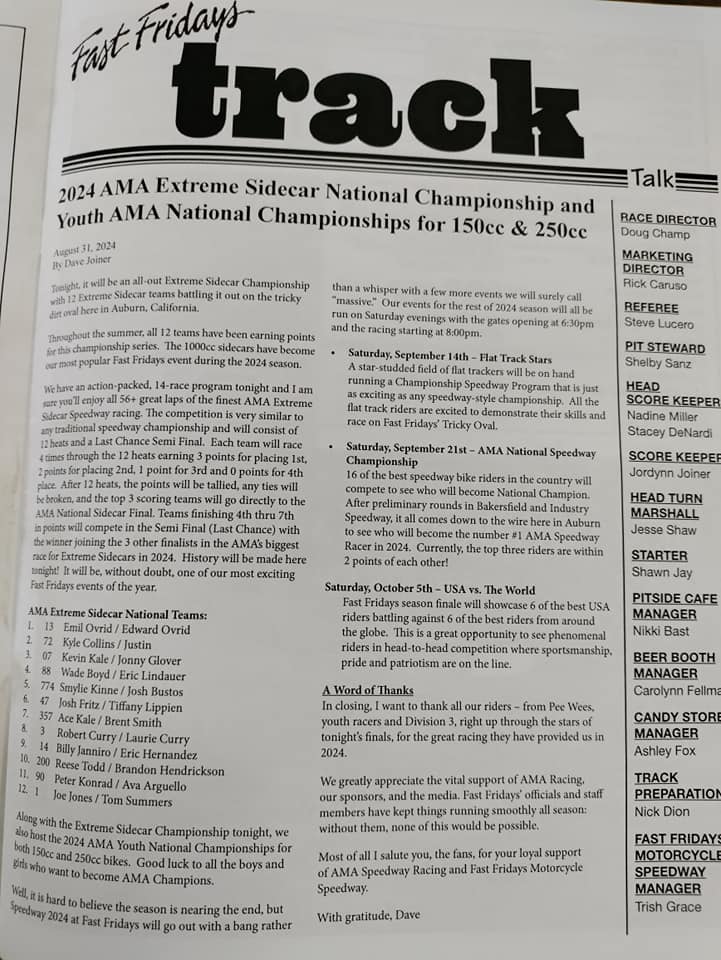 Fast Fridays
track
Talk
2024 AMA Extreme Sidecar National Championship and
Youth AMA National Championships for 150cc & 250cc
August 31, 2024
By Dave Joiner
Tonight, it will be an all-out Extreme Sidecar Championship
with 12 Extreme Sidecar teams battling it out on the tricky
dirt oval here in Auburn, California.
Throughout the summer, all 12 teams have been earning points
for this championship series. The 1000cc sidecars have become
our most popular Fast Fridays event during the 2024 season.
We have an action-packed, 14-race program tonight and I am
sure you'll enjoy all 56+ great laps of the finest AMA Extreme
Sidecar Speedway racing. The competition is very similar to
any traditional speedway championship and will consist of
12 heats and a Last Chance Semi Final. Each team will race
4 times through the 12 heats earning 3 points for placing 1st,
2 points for placing 2nd, 1 point for 3rd and 0 points for 4th
place. After 12 heats, the points will be tallied, any ties will
be broken, and the top 3 scoring teams will go directly to the
AMA National Sidecar Final. Teams finishing 4th thru 7th
in points will compete in the Semi Final (Last Chance) with
the winner joining the 3 other finalists in the AMA's biggest
race for Extreme Sidecars in 2024. History will be made here
tonight! It will be, without doubt, one of our most exciting
Fast Fridays events of the year.
AMA Extreme Sidecar National Teams:
1. 13 Emil Ovrid / Edward Ovrid
2. 72 Kyle Collins / Justin
3. 07 Kevin Kale / Jonny Glover
4. 88 Wade Boyd / Eric Lindauer
5. 774 Smylie Kinne / Josh Bustos
6. 47 Josh Fritz / Tiffany Lippien
7. 357 Ace Kale / Brent Smith
8. 3 Robert Curry / Laurie Curry
9. 14 Billy Janniro / Eric Hernandez
10. 200 Reese Todd / Brandon Hendrickson
11. 90 Peter Konrad / Ava Arguello
12. 1 Joe Jones / Tom Summers
Along with the Extreme Sidecar Championship tonight, we
also host the 2024 AMA Youth National Championships for
both 150cc and 250cc bikes. Good luck to all the boys and
girls who want to become AMA Champions.
Well, it is hard to believe the season is nearing the end, but
Speedway 2024 at Fast Fridays will go out with a bang rather
than a whisper with a few more events we will surely call
"massive." Our events for the rest of 2024 season will all be
run on Saturday evenings with the gates opening at 6:30pm
and the racing starting at 8:00pm.
• Saturday, September 14th – Flat Track Stars
A star-studded field of flat trackers will be on hand
running a Championship Speedway Program that is just
as exciting as any speedway-style championship. All the
flat track riders are excited to demonstrate their skills and
race on Fast Fridays' Tricky Oval.
• Saturday, September 21st – AMA National Speedway
Championship
16 of the best speedway bike riders in the country will
compete to see who will become National Champion.
After preliminary rounds in Bakersfield and Industry
Speedway, it all comes down to the wire here in Auburn
to see who will become the number #1 AMA Speedway
Racer in 2024. Currently, the top three riders are within
2 points of each other!
Saturday, October 5th – USA vs. The World
Fast Fridays season finale will showcase 6 of the best USA
riders battling against 6 of the best riders from around
the globe. This is a great opportunity to see phenomenal
riders in head-to-head competition where sportsmanship,
pride and patriotism are on the line.
A Word of Thanks
In closing, I want to thank all our riders – from Pee Wees,
youth racers and Division 3, right up through the stars of
tonight's finals, for the great racing they have provided us in
2024.
We greatly appreciate the vital support of AMA Racing,
our sponsors, and the media. Fast Fridays' officials and staff
members have kept things running smoothly all season:
without them, none of this would be possible.
Most of all I salute you, the fans, for your loyal support
of AMA Speedway Racing and Fast Fridays Motorcycle
Speedway.
With gratitude, Dave
RACE DIRECTOR
Doug Champ
MARKETING
DIRECTOR
Rick Caruso
REFEREE
Steve Lucero
PIT STEWARD
Shelby Sanz
HEAD
SCORE KEEPER
Nadine Miller
Stacey DeNardi
SCORE KEEPER
Jordynn Joiner
HEAD TURN
MARSHALL
Jesse Shaw
STARTER
Shawn Jay
PITSIDE CAFE
MANAGER
Nikki Bast
BEER BOOTH
MANAGER
Carolynn Fellma
CANDY STORE
MANAGER
Ashley Fox
TRACK
PREPARATION
Nick Dion
FAST FRIDAYS
MOTORCYCLE
SPEEDWAY
MANAGER
Trish Grace